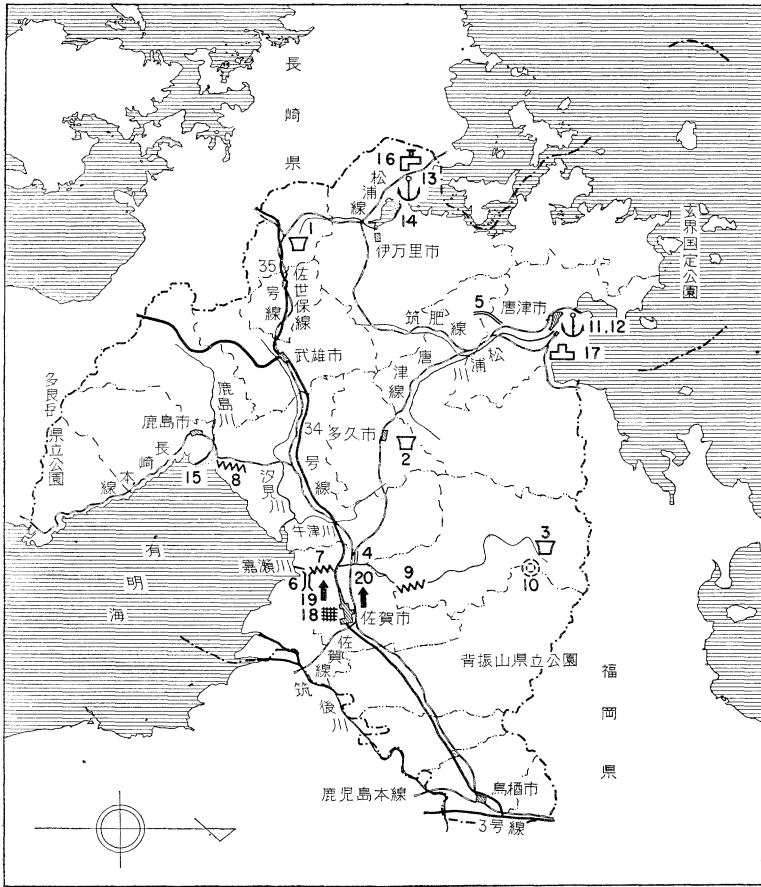 長崎県
16
13
松浦線
14
伊万里市
1
玄界国定公園
35号線
佐世保線
5
唐津市
筑肥線
11.12
松浦川
唐津線
17
武雄市
多良岳県立公園
鹿島川
鹿島市
34号線
多久市
2
長崎本線
15
8
汐見川
牛津川
3
有明海
嘉瀬川
7
4
9
6
19
20
10
18
佐賀市
佐賀線
背振山県立公園
筑後川
福岡県
鹿児島本線
鳥栖市
3号線